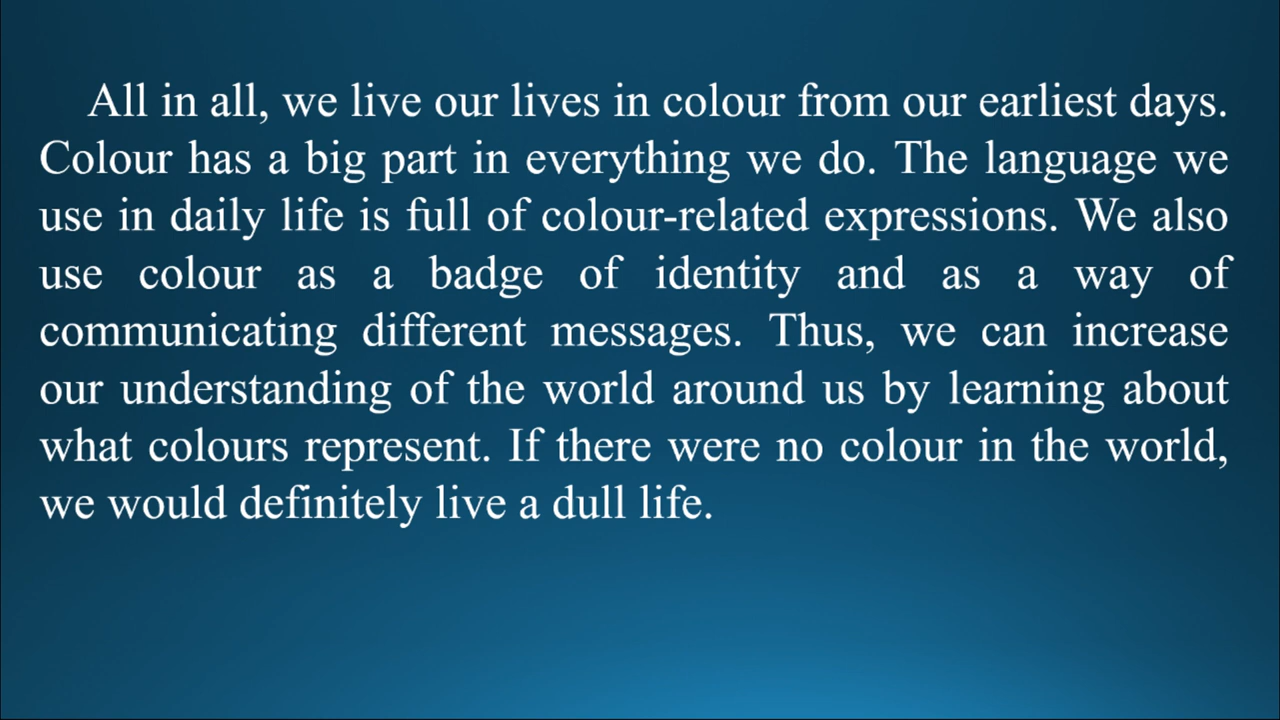 All in all, we live our lives in colour from our earliest days.
Colour has a big part in everything we do. The language we
use in daily life is full of colour-related expressions. We also
use colour as a badge of identity and as a way of
communicating different messages. Thus, we can increase
our understanding of the world around us by learning about
what colours represent. If there were no colour in the world,
we would definitely live a dull life.